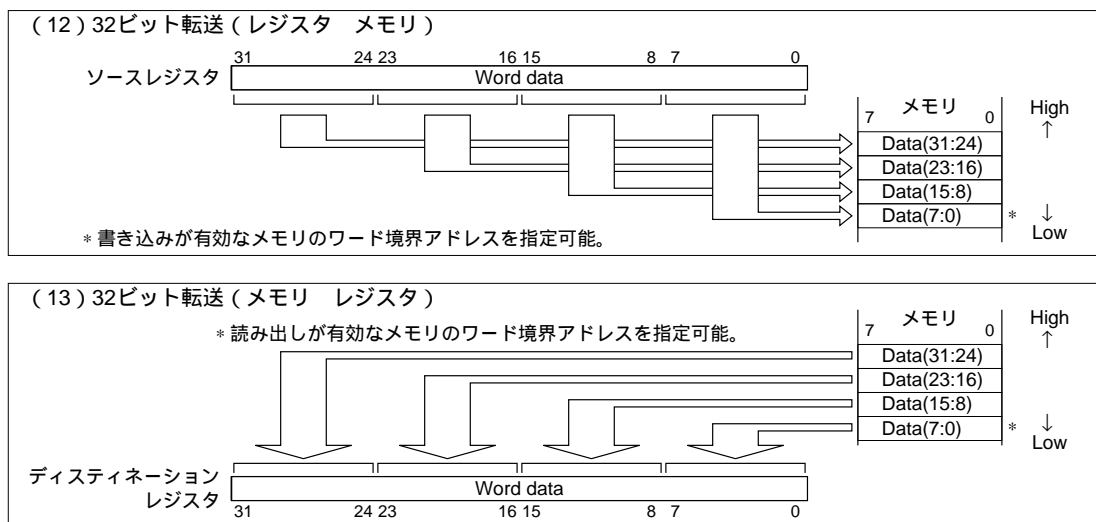 （12）32ビット転送（レジスタ　メモリ）
31 24 23 16 15 8 7 0
ソースレジスタ Word data
7 メモリ 0 High
↑
Data(31:24)
Data(23:16)
Data(15:8)
Data(7:0) * ↓
Low
* 書き込みが有効なメモリのワード境界アドレスを指定可能。
（13）32ビット転送（メモリ　レジスタ）
* 読み出しが有効なメモリのワード境界アドレスを指定可能。
7 メモリ 0 High
↑
Data(31:24)
Data(23:16)
Data(15:8)
Data(7:0) * ↓
Low
ディスティネーション
レジスタ
Word data
31 24 23 16 15 8 7 0